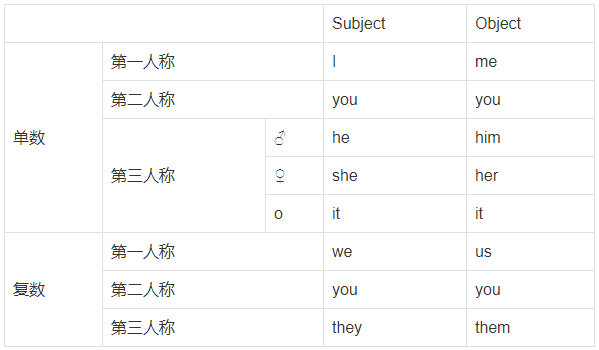 Subject Object
单数 第一人称 I me
第二人称 you you
第三人称 ♂ he him
♀ she her
o it it
复数 第一人称 we us
第二人称 you you
第三人称 they them